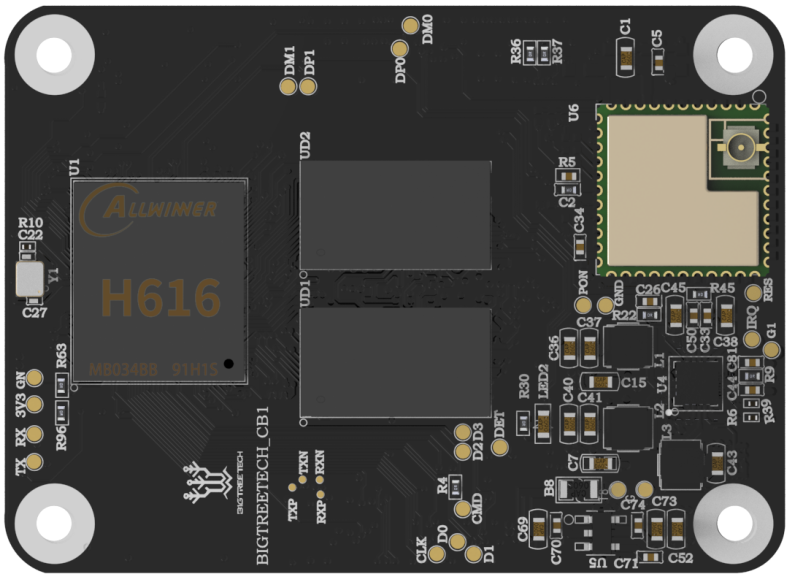 DM0
DM1
DP1
DP0
R36
R37
C1
C5
U6
UD2
U1
R5
C2
ALLWINNER
C34
R10
C22
Y1
H616
C27
UD1
PON
GND
RES
C26
C45
R45
R22
IRQ
G1
C50
C33
C38
C36
C37
L1
C81
R9
MB034BB 91H1S
R63
GN
3V3
RX
TX
R96
C15
U4
C44
R30
LED2
C40
C41
L2
R6
R39
DET
D3
D2
L3
C7
C43
BIGTREETECH
BIGTREETECH_CB1
TXN
RXN
TXP
RXP
R4
CMD
B8
G
C74
C73
C69
C70
CLK
D0
D1
U5
C71
C52